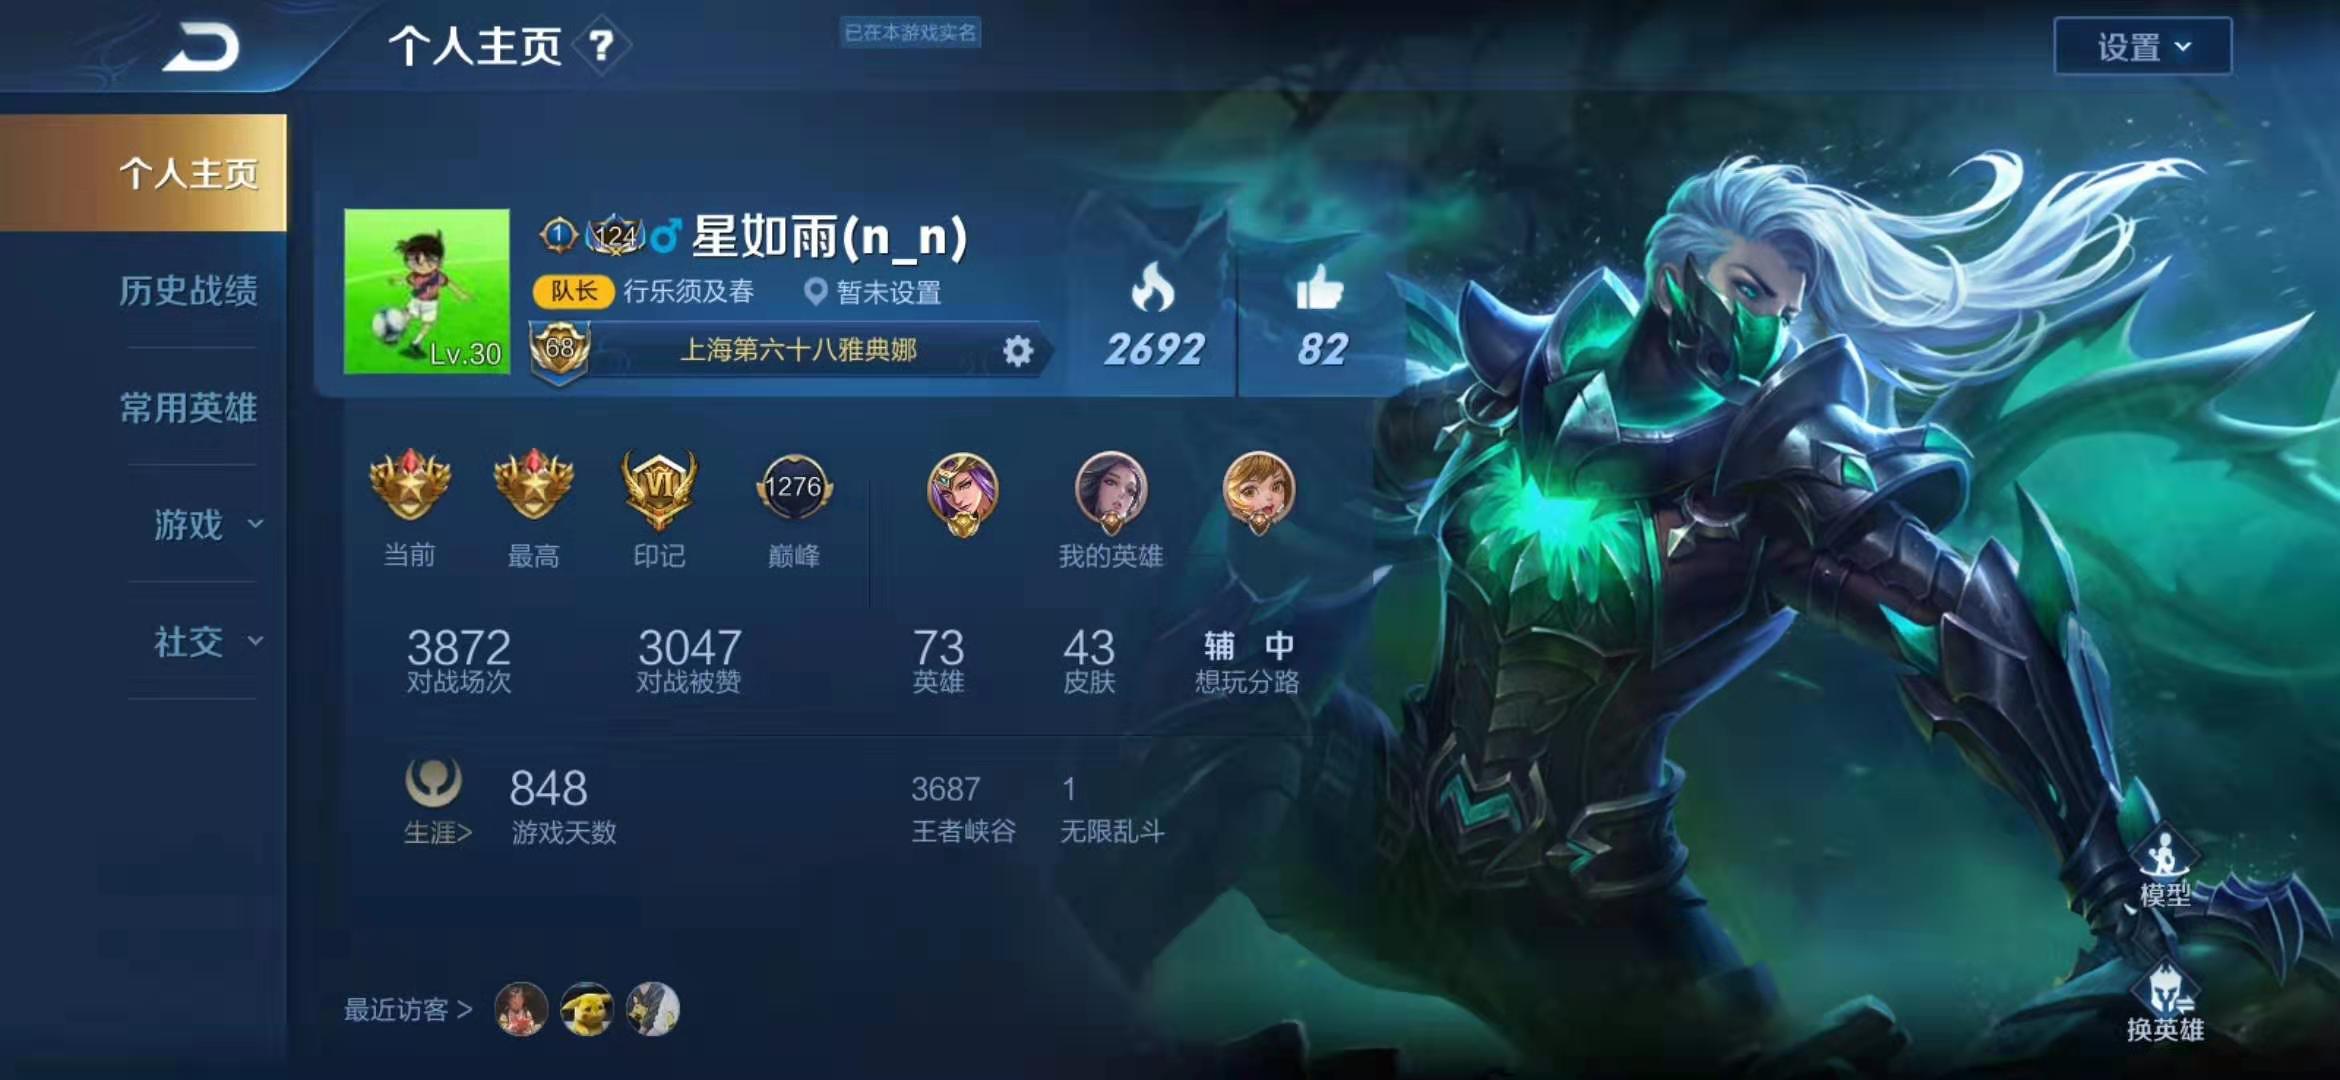 个人主页 ?
已在本游戏实名
设置
个人主页
历史战绩
常用英雄
游戏
社交
Lv.30
1 124 星如雨(n_n)
队长 行乐须及春 暂未设置
68 上海第六十八雅典娜
2692 82
VI 1276
当前 最高 印记 巅峰 我的英雄
3872 3047 73 43 辅 中
对战场次 对战被赞 英雄 皮肤 想玩分路
848 3687 1
生涯> 游戏天数 王者峡谷 无限乱斗
模型
最近访客 >
换英雄